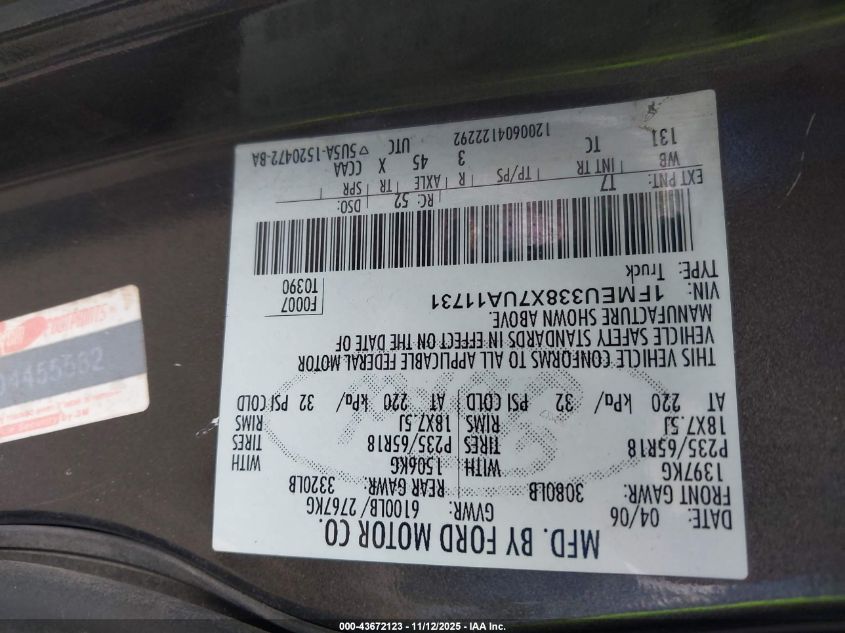 MFD. BY FORD MOTOR CO.
DATE: 04/06 GVWR: 6100LB/2767KG
FRONT GAWR: 3080LB REAR GAWR: 3320LB
1397KG WITH 1506KG WITH
P235/65R18 TIRES P235/65R18 TIRES
18X7.5J RIMS 18X7.5J RIMS
AT 220 kPa/ 32 PSI COLD AT 220 kPa/ 32 PSI COLD
THIS VEHICLE CONFORMS TO ALL APPLICABLE FEDERAL MOTOR
VEHICLE SAFETY STANDARDS IN EFFECT ON THE DATE OF
MANUFACTURE SHOWN ABOVE.
VIN: 1FMEU338X7UA11731 F0007
TYPE: Truck T0390
EXT PNT: T7 RC: 52 DSO:
WB INT TR TP/PS R AXLE TR SPR
131 TC 3 45 X CCAA
1200604122292 UTC ▽5U5A-1520472-BA
000-43672123 - 11/12/2025 - IAA Inc.